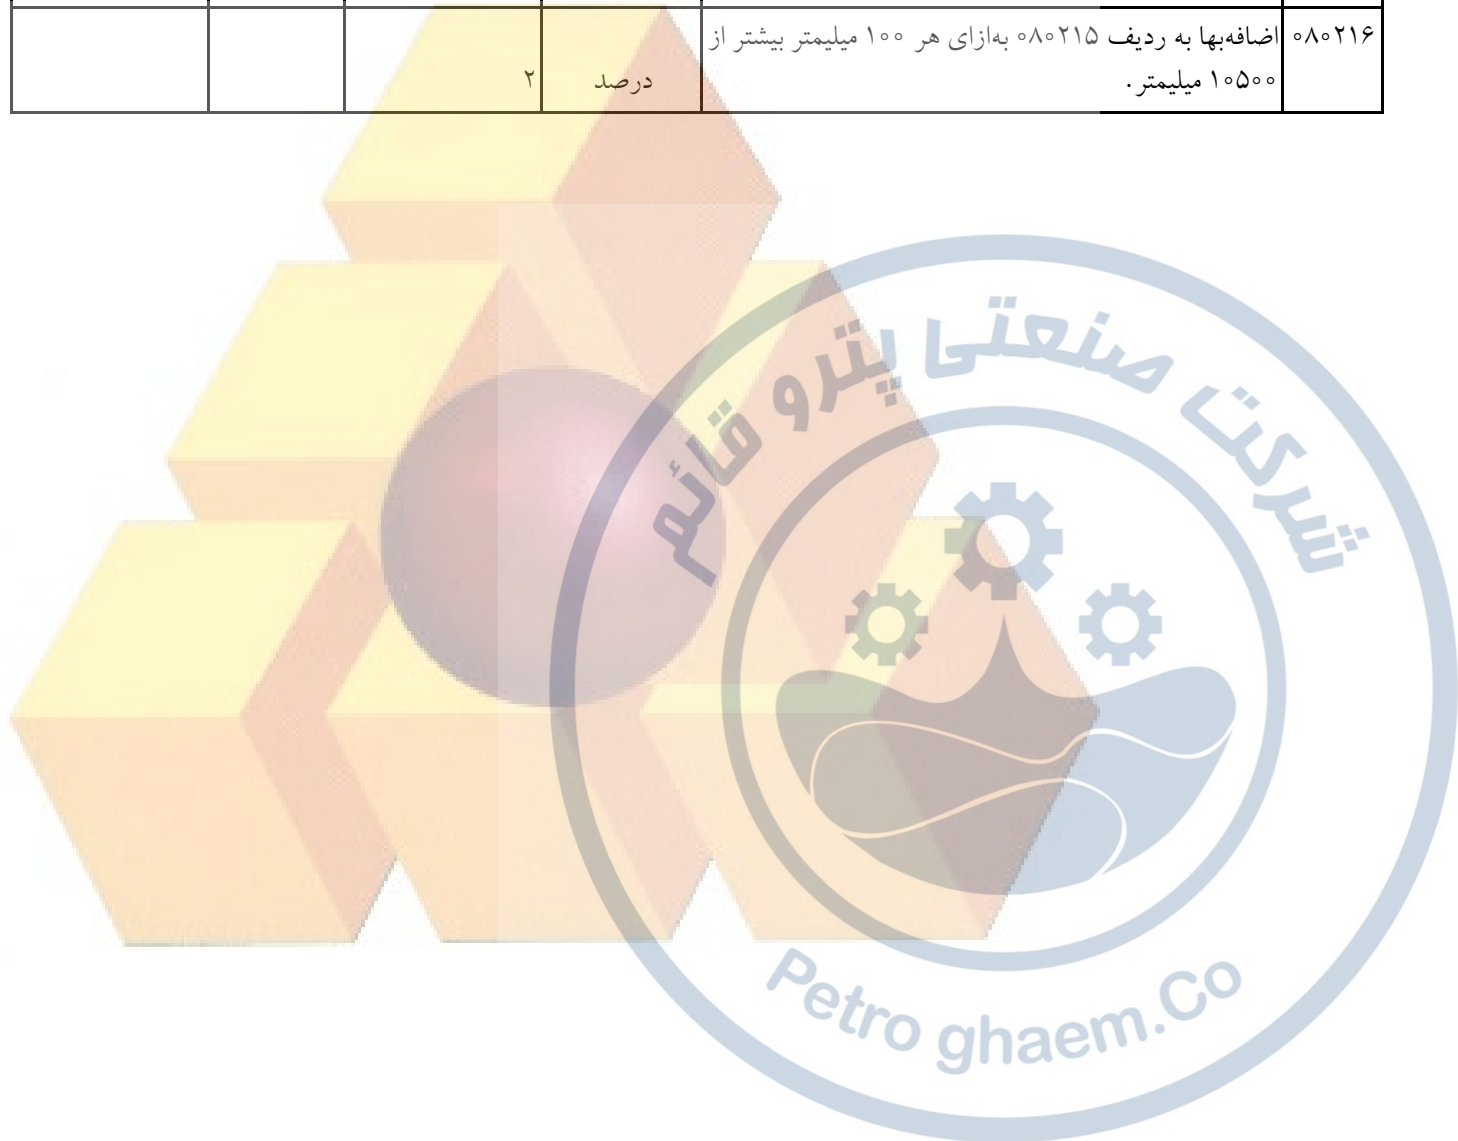 ۰۸۰۲۱۶ اضافه‌بها به ردیف ۰۸۰۲۱۵ به‌ازای هر ۱۰۰ میلیمتر بیشتر از
۱۰۵۰۰ میلیمتر. درصد ۲
شرکت صنعتی پترو قائم
Petro ghaem.Co